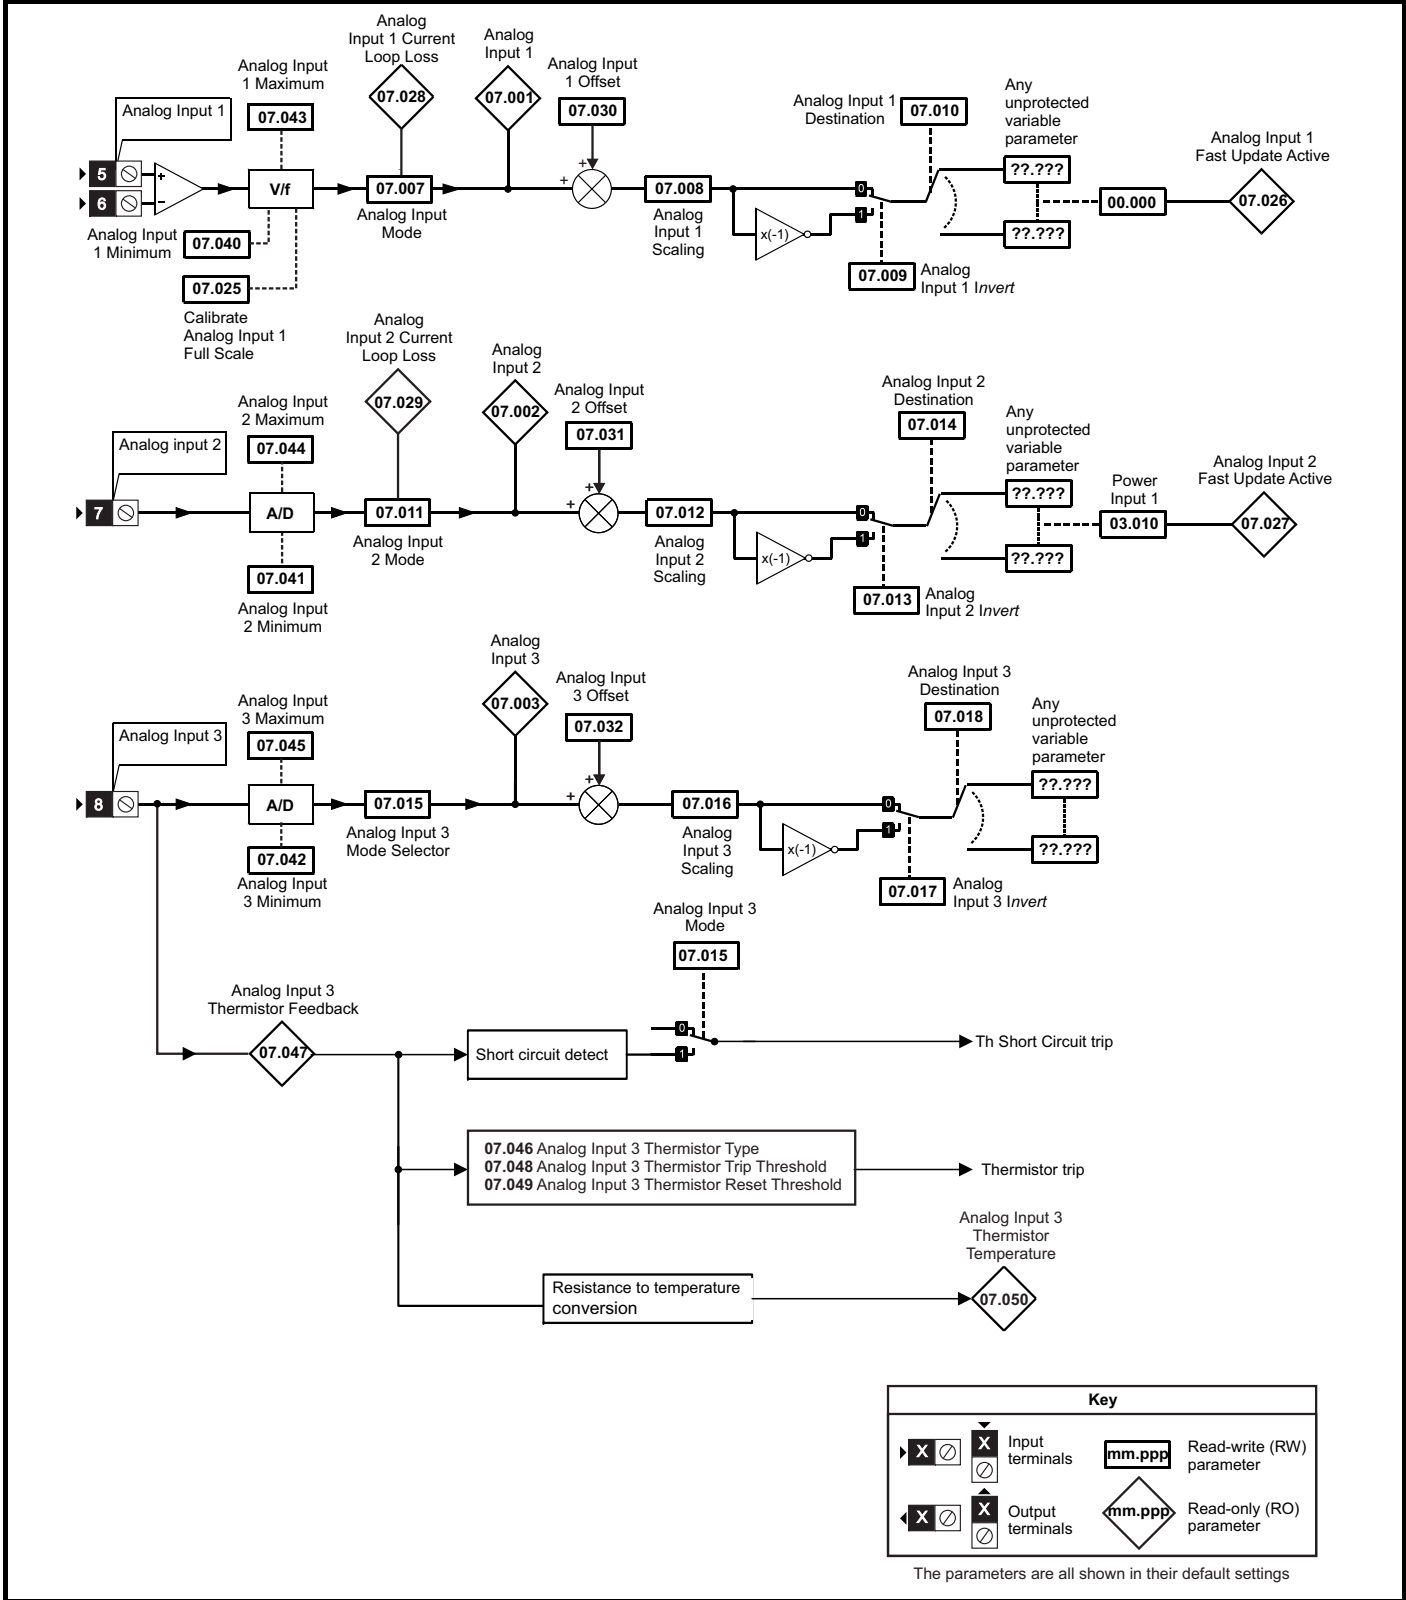 Analog
Input 1 Current
Loop Loss
07.028
Analog
Input 1
07.001
Analog Input
1 Maximum
07.043
Analog Input
1 Offset
07.030
Analog Input 1
5
6
+
−
V/f
07.007
Analog Input
Mode
Analog Input
1 Minimum
07.040
07.025
Calibrate
Analog Input 1
Full Scale
+
+
07.008
Analog
Input 1
Scaling
x(-1)
0
1
Analog Input 1
Destination
07.010
07.009
Analog
Input 1 Invert
Any
unprotected
variable
parameter
??.???
??.???
00.000
Analog Input 1
Fast Update Active
07.026
Analog
Input 2 Current
Loop Loss
07.029
Analog
Input 2
07.002
Analog Input
2 Maximum
07.044
Analog Input
2 Offset
07.031
Analog input 2
7
A/D
07.011
Analog Input
2 Mode
07.041
Analog Input
2 Minimum
+
+
07.012
Analog
Input 2
Scaling
x(-1)
0
1
Analog Input 2
Destination
07.014
07.013
Analog
Input 2 Invert
Any
unprotected
variable
parameter
??.???
??.???
Power
Input 1
03.010
Analog Input 2
Fast Update Active
07.027
Analog
Input 3
07.003
Analog Input
3 Maximum
07.045
Analog Input
3 Offset
07.032
Analog Input 3
8
A/D
07.015
Analog Input 3
Mode Selector
07.042
Analog Input
3 Minimum
+
+
07.016
Analog
Input 3
Scaling
x(-1)
0
1
Analog Input 3
Destination
07.018
07.017
Analog
Input 3 Invert
Any
unprotected
variable
parameter
??.???
??.???
Analog Input 3
Mode
07.015
Analog Input 3
Thermistor Feedback
07.047
Short circuit detect
0
1
Th Short Circuit trip
07.046 Analog Input 3 Thermistor Type
07.048 Analog Input 3 Thermistor Trip Threshold
07.049 Analog Input 3 Thermistor Reset Threshold
Thermistor trip
Analog Input 3
Thermistor
Temperature
07.050
Resistance to temperature
conversion
Key
X
X
Input
terminals
mm.ppp
Read-write (RW)
parameter
X
X
Output
terminals
mm.ppp
Read-only (RO)
parameter
The parameters are all shown in their default settings